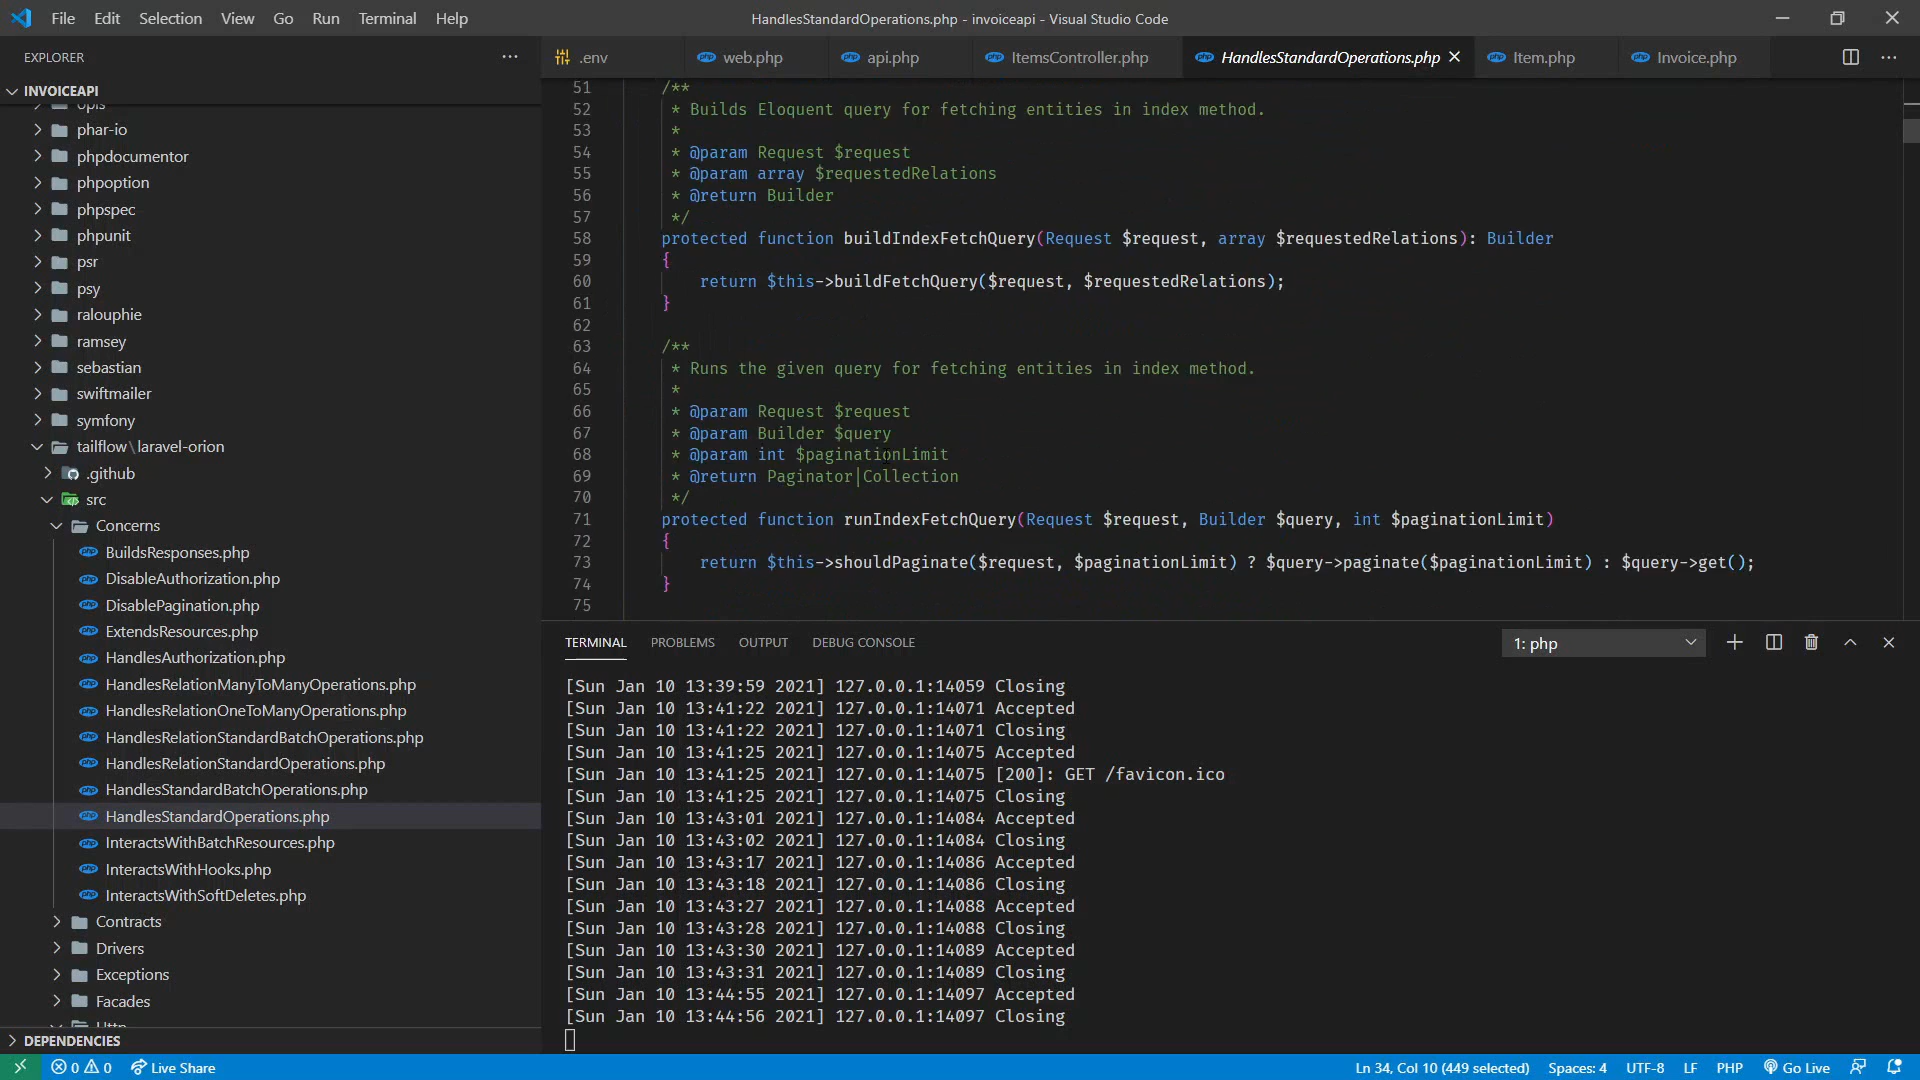 File Edit Selection View Go Run Terminal Help
HandlesStandardOperations.php - invoiceapi - Visual Studio Code
EXPLORER
.env
web.php
api.php
ItemsController.php
HandlesStandardOperations.php
Item.php
Invoice.php
INVOICEAPI
phar-io
phpdocumentor
phpoption
phpspec
phpunit
psr
psy
ralouphie
ramsey
sebastian
swiftmailer
symfony
tailflow\laravel-orion
.github
src
Concerns
BuildsResponses.php
DisableAuthorization.php
DisablePagination.php
ExtendsResources.php
HandlesAuthorization.php
HandlesRelationManyToManyOperations.php
HandlesRelationOneToManyOperations.php
HandlesRelationStandardBatchOperations.php
HandlesRelationStandardOperations.php
HandlesStandardBatchOperations.php
HandlesStandardOperations.php
InteractsWithBatchResources.php
InteractsWithHooks.php
InteractsWithSoftDeletes.php
Contracts
Drivers
Exceptions
Facades
Http
DEPENDENCIES
51 /**
52 * Builds Eloquent query for fetching entities in index method.
53 *
54 * @param Request $request
55 * @param array $requestedRelations
56 * @return Builder
57 */
58 protected function buildIndexFetchQuery(Request $request, array $requestedRelations): Builder
59 {
60 return $this->buildFetchQuery($request, $requestedRelations);
61 }
62
63 /**
64 * Runs the given query for fetching entities in index method.
65 *
66 * @param Request $request
67 * @param Builder $query
68 * @param int $paginationLimit
69 * @return Paginator|Collection
70 */
71 protected function runIndexFetchQuery(Request $request, Builder $query, int $paginationLimit)
72 {
73 return $this->shouldPaginate($request, $paginationLimit) ? $query->paginate($paginationLimit) : $query->get();
74 }
75
TERMINAL PROBLEMS OUTPUT DEBUG CONSOLE
1: php
[Sun Jan 10 13:39:59 2021] 127.0.0.1:14059 Closing
[Sun Jan 10 13:41:22 2021] 127.0.0.1:14071 Accepted
[Sun Jan 10 13:41:22 2021] 127.0.0.1:14071 Closing
[Sun Jan 10 13:41:25 2021] 127.0.0.1:14075 Accepted
[Sun Jan 10 13:41:25 2021] 127.0.0.1:14075 [200]: GET /favicon.ico
[Sun Jan 10 13:41:25 2021] 127.0.0.1:14075 Closing
[Sun Jan 10 13:43:01 2021] 127.0.0.1:14084 Accepted
[Sun Jan 10 13:43:02 2021] 127.0.0.1:14084 Closing
[Sun Jan 10 13:43:17 2021] 127.0.0.1:14086 Accepted
[Sun Jan 10 13:43:18 2021] 127.0.0.1:14086 Closing
[Sun Jan 10 13:43:27 2021] 127.0.0.1:14088 Accepted
[Sun Jan 10 13:43:28 2021] 127.0.0.1:14088 Closing
[Sun Jan 10 13:43:30 2021] 127.0.0.1:14089 Accepted
[Sun Jan 10 13:43:31 2021] 127.0.0.1:14089 Closing
[Sun Jan 10 13:44:55 2021] 127.0.0.1:14097 Accepted
[Sun Jan 10 13:44:56 2021] 127.0.0.1:14097 Closing
0 0 Live Share
Ln 34, Col 10 (449 selected) Spaces: 4 UTF-8 LF PHP Go Live